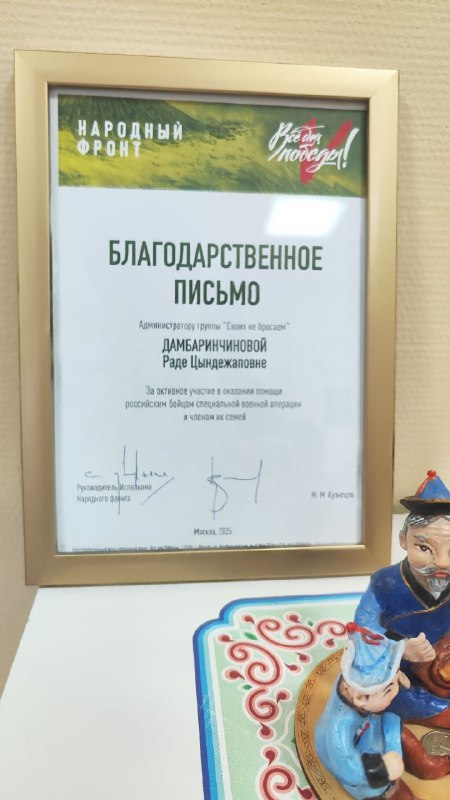 НАРОДНЫЙ
ФРОНТ
Всё для
победы!
БЛАГОДАРСТВЕННОЕ
ПИСЬМО
Администратору группы "Своих не бросаем"
ДАМБАРИНЧИНОВОЙ
Раде Цындежаповне
За активное участие в оказании помощи
российским бойцам специальной военной операции
и членам их семей
Руководитель Исполкома
Народного фронта
М. М. Кузнецов
Москва, 2025